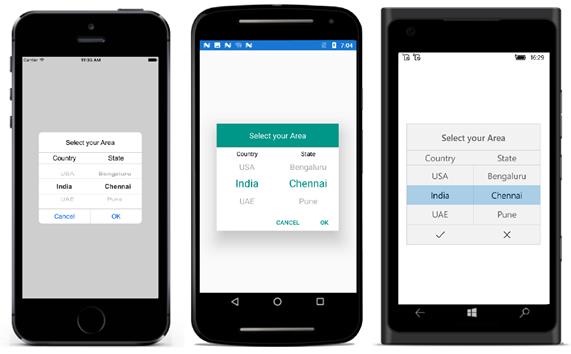 Carrier
11:35 AM
Select your Area
Country State
USA Bengaluru
India Chennai
UAE Pune
Cancel OK
7:04
Select your Area
Country State
USA Bengaluru
India Chennai
UAE Pune
CANCEL OK
16:29
Select your Area
Country State
USA Bengaluru
India Chennai
UAE Pune